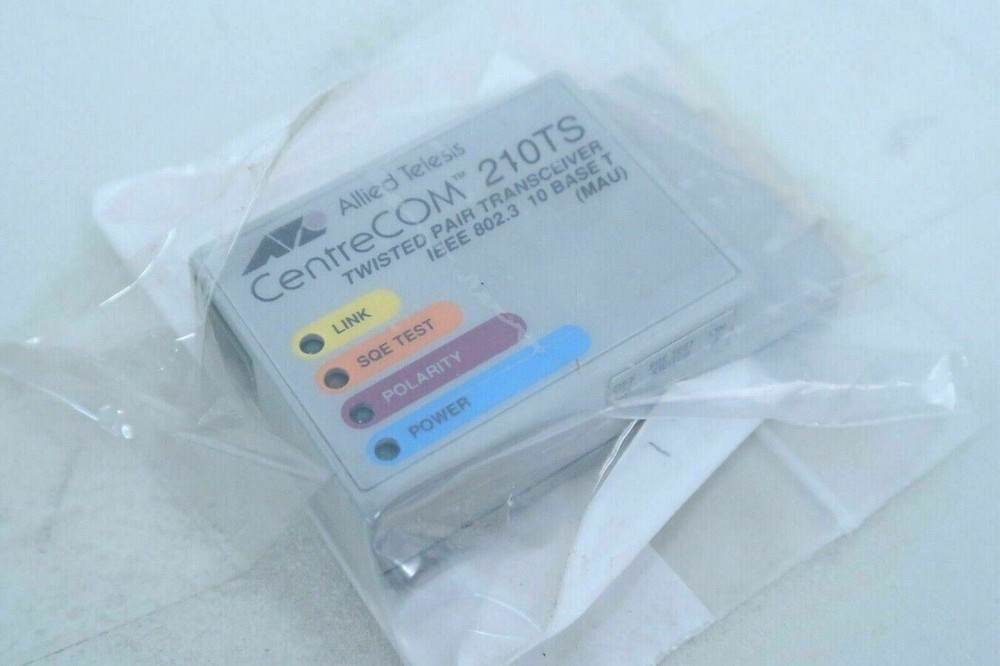 Allied Telesis
CentreCOM™ 210TS
TWISTED PAIR TRANSCEIVER
IEEE 802.3 10 BASE T
(MAU)
LINK
SQE TEST
POLARITY
POWER